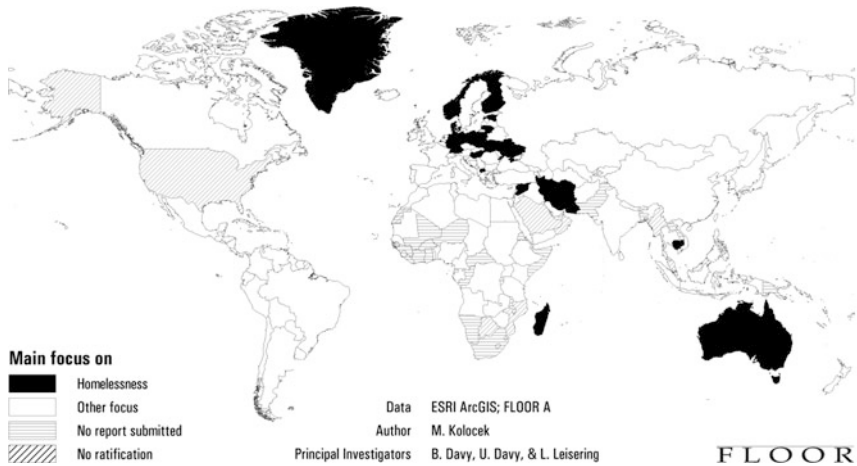 Main focus on
Homelessness
Other focus
No report submitted
No ratification
Data ESRI ArcGIS; FLOOR A
Author M. Kolocek
Principal Investigators B. Davy, U. Davy, & L. Leisering
FLOOR